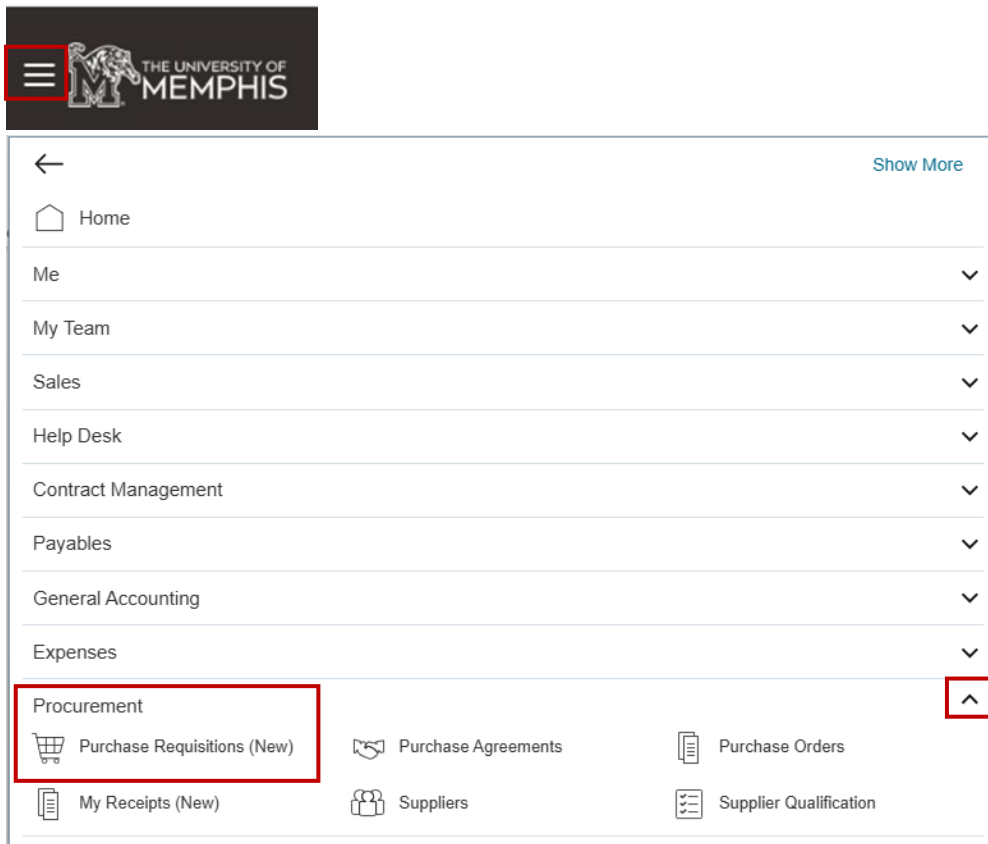 THE UNIVERSITY OF
MEMPHIS
Show More
Home
Me
My Team
Sales
Help Desk
Contract Management
Payables
General Accounting
Expenses
Procurement
Purchase Requisitions (New) Purchase Agreements Purchase Orders
My Receipts (New) Suppliers Supplier Qualification